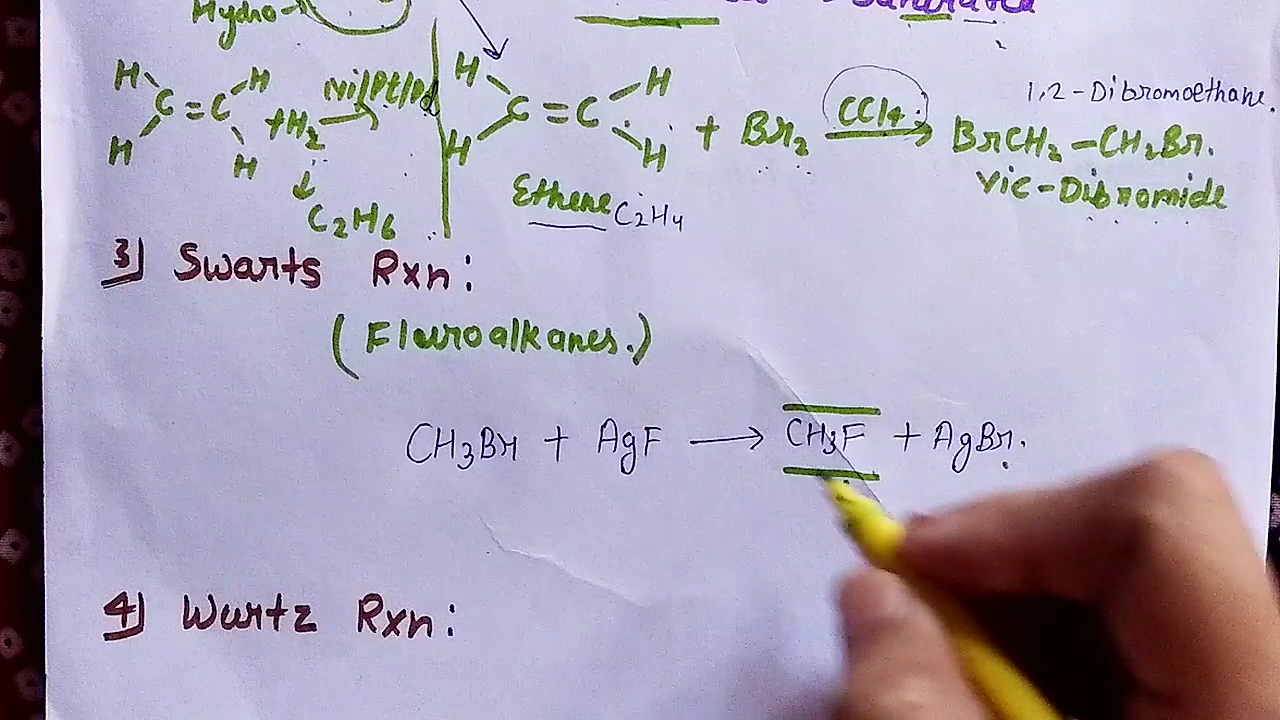 Hydro-
H H H H 1,2-Dibromoethane.
C=C +H2 Ni/Pt/Pd C=C + Br2 CCl4. BrCH2-CH2Br.
H H H H vic-Dibromide
C2H6 Ethene C2H4
3) Swarts Rxn:
(Fluroalkanes.)
CH3Br + AgF → CH3F + AgBr.
4) Wurtz Rxn: